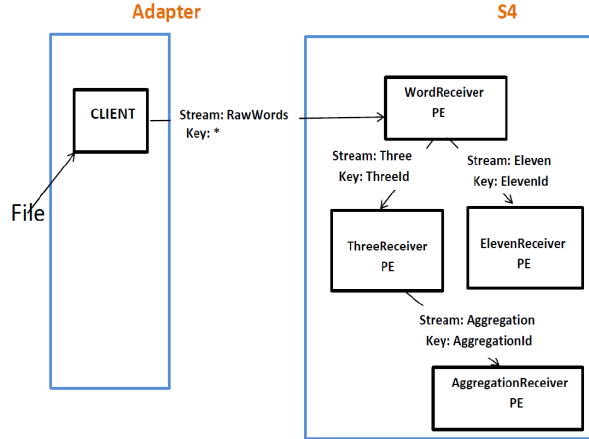 Adapter
S4
CLIENT
Stream: RawWords
Key: *
WordReceiver
PE
File
Stream: Three
Key: ThreeId
Stream: Eleven
Key: ElevenId
ThreeReceiver
PE
ElevenReceiver
PE
Stream: Aggregation
Key: AggregationId
AggregationReceiver
PE